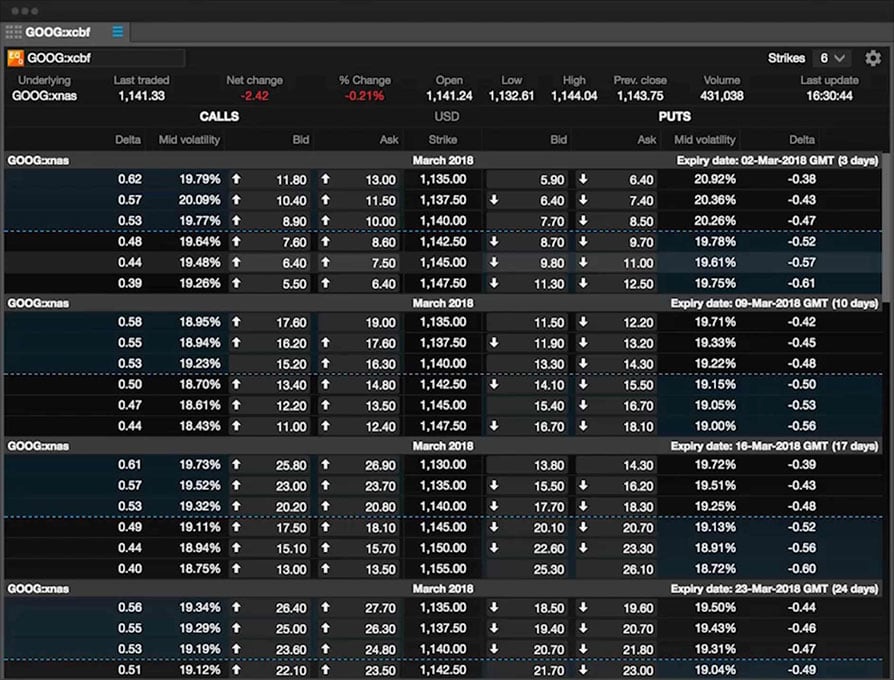 GOOG:xcbf
GOOG:xcbf Strikes 6
Underlying Last traded Net change % Change Open Low High Prev. close Volume Last update
GOOG:xnas 1,141.33 -2.42 -0.21% 1,141.24 1,132.61 1,144.04 1,143.75 431,038 16:30:44
CALLS USD PUTS
Delta Mid volatility Bid Ask Strike Bid Ask Mid volatility Delta
GOOG:xnas March 2018 Expiry date: 02-Mar-2018 GMT (3 days)
0.62 19.79% 11.80 13.00 1,135.00 5.90 6.40 20.92% -0.38
0.57 20.09% 10.40 11.50 1,137.50 6.40 7.40 20.36% -0.43
0.53 19.77% 8.90 10.00 1,140.00 7.70 8.50 20.26% -0.47
0.48 19.64% 7.60 8.60 1,142.50 8.70 9.70 19.78% -0.52
0.44 19.48% 6.40 7.50 1,145.00 9.80 11.00 19.61% -0.57
0.39 19.26% 5.50 6.40 1,147.50 11.30 12.50 19.75% -0.61
GOOG:xnas March 2018 Expiry date: 09-Mar-2018 GMT (10 days)
0.58 18.95% 17.60 19.00 1,135.00 11.50 12.20 19.71% -0.42
0.55 18.94% 16.20 17.60 1,137.50 11.90 13.20 19.33% -0.45
0.53 19.23% 15.20 16.30 1,140.00 13.30 14.30 19.22% -0.48
0.50 18.70% 13.40 14.80 1,142.50 14.10 15.50 19.15% -0.50
0.47 18.61% 12.20 13.50 1,145.00 15.40 16.70 19.05% -0.53
0.44 18.43% 11.00 12.40 1,147.50 16.70 18.10 19.00% -0.56
GOOG:xnas March 2018 Expiry date: 16-Mar-2018 GMT (17 days)
0.61 19.73% 25.80 26.90 1,130.00 13.80 14.30 19.72% -0.39
0.57 19.52% 23.00 23.70 1,135.00 15.50 16.20 19.51% -0.43
0.53 19.32% 20.20 20.80 1,140.00 17.70 18.30 19.25% -0.48
0.49 19.11% 17.50 18.10 1,145.00 20.10 20.70 19.13% -0.52
0.44 18.94% 15.10 15.70 1,150.00 22.60 23.30 18.91% -0.56
0.40 18.75% 13.00 13.50 1,155.00 25.30 26.10 18.72% -0.60
GOOG:xnas March 2018 Expiry date: 23-Mar-2018 GMT (24 days)
0.56 19.34% 26.40 27.70 1,135.00 18.50 19.60 19.50% -0.44
0.55 19.29% 25.00 26.30 1,137.50 19.40 20.70 19.43% -0.46
0.53 19.19% 23.60 24.80 1,140.00 20.70 21.80 19.31% -0.47
0.51 19.12% 22.10 23.50 1,142.50 21.70 23.00 19.04% -0.49